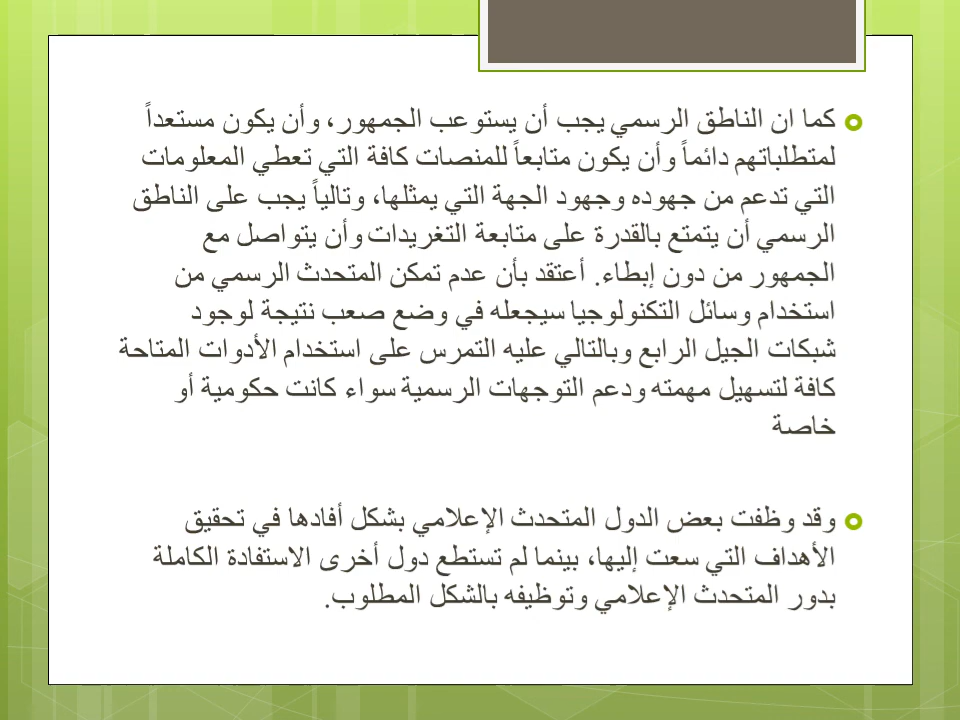 كما ان الناطق الرسمي يجب أن يستوعب الجمهور، وأن يكون مستعداً
لمتطلباتهم دائماً وأن يكون متابعاً للمنصات كافة التي تعطي المعلومات
التي تدعم من جهوده وجهود الجهة التي يمثلها، وتالياً يجب على الناطق
الرسمي أن يتمتع بالقدرة على متابعة التغريدات وأن يتواصل مع
الجمهور من دون إبطاء. أعتقد بأن عدم تمكن المتحدث الرسمي من
استخدام وسائل التكنولوجيا سيجعله في وضع صعب نتيجة لوجود
شبكات الجيل الرابع وبالتالي عليه التمرس على استخدام الأدوات المتاحة
كافة لتسهيل مهمته ودعم التوجهات الرسمية سواء كانت حكومية أو
خاصة
وقد وظفت بعض الدول المتحدث الإعلامي بشكل أفادها في تحقيق
الأهداف التي سعت إليها، بينما لم تستطع دول أخرى الاستفادة الكاملة
بدور المتحدث الإعلامي وتوظيفه بالشكل المطلوب.